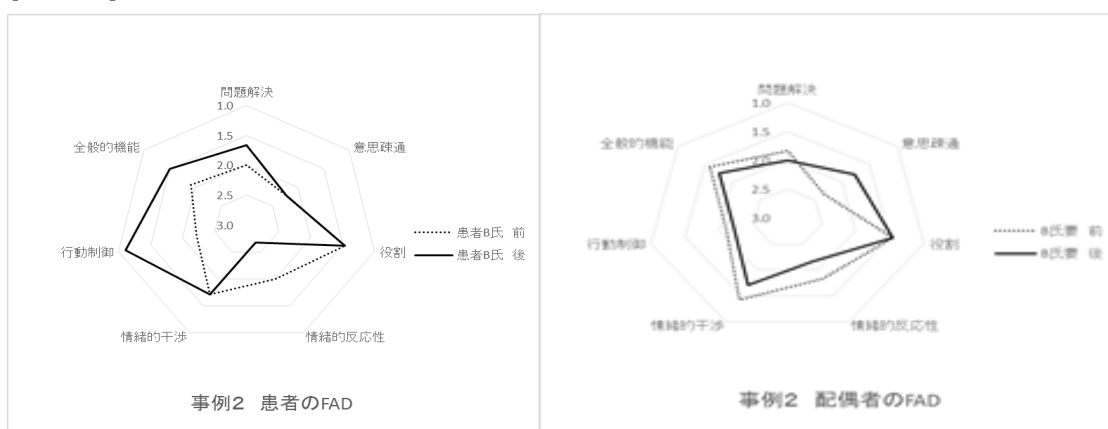 問題解決
1.0
1.5
2.0
2.5
3.0
意思疎通
役割
情緒的反応性
情緒的干渉
行動制御
全般的機能
患者B氏 前
患者B氏 後
事例2 患者のFAD
問題解決
1.0
1.5
2.0
2.5
3.0
意思疎通
役割
情緒的反応性
情緒的干渉
行動制御
全般的機能
B氏妻 前
B氏妻 後
事例2 配偶者のFAD